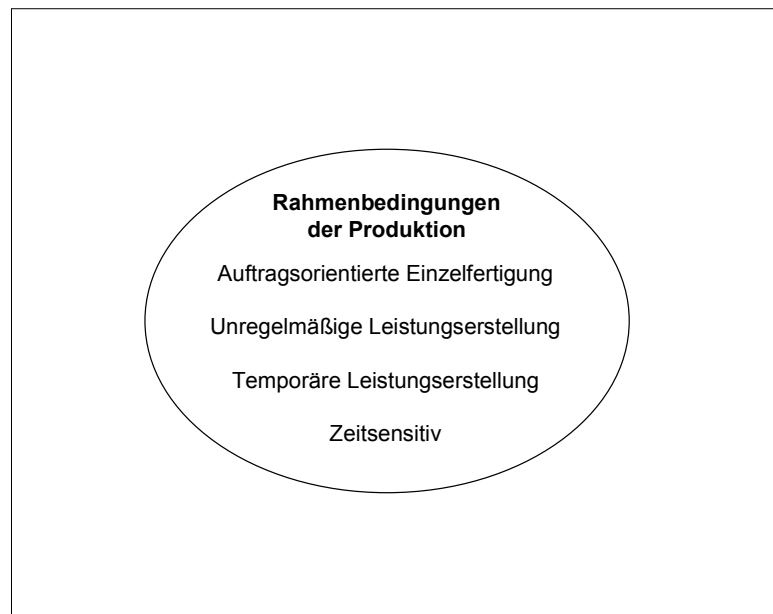 Rahmenbedingungen
der Produktion
Auftragsorientierte Einzelfertigung
Unregelmäßige Leistungserstellung
Temporäre Leistungserstellung
Zeitsensitiv